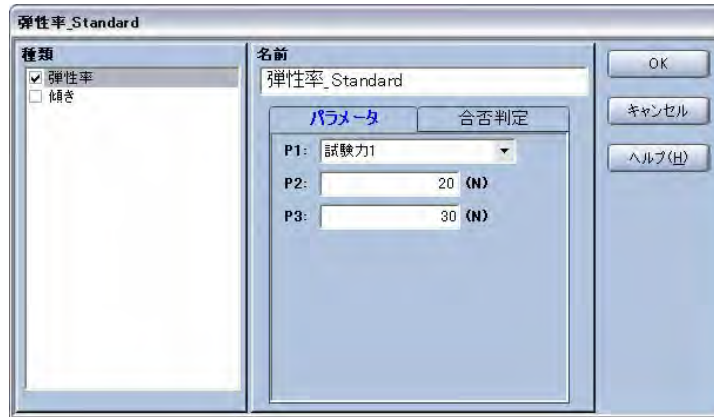 弾性率_Standard
種類
弾性率
傾き
名前
弾性率_Standard
パラメータ
合否判定
P1: 試験力1
P2: 20 (N)
P3: 30 (N)
OK
キャンセル
ヘルプ(H)